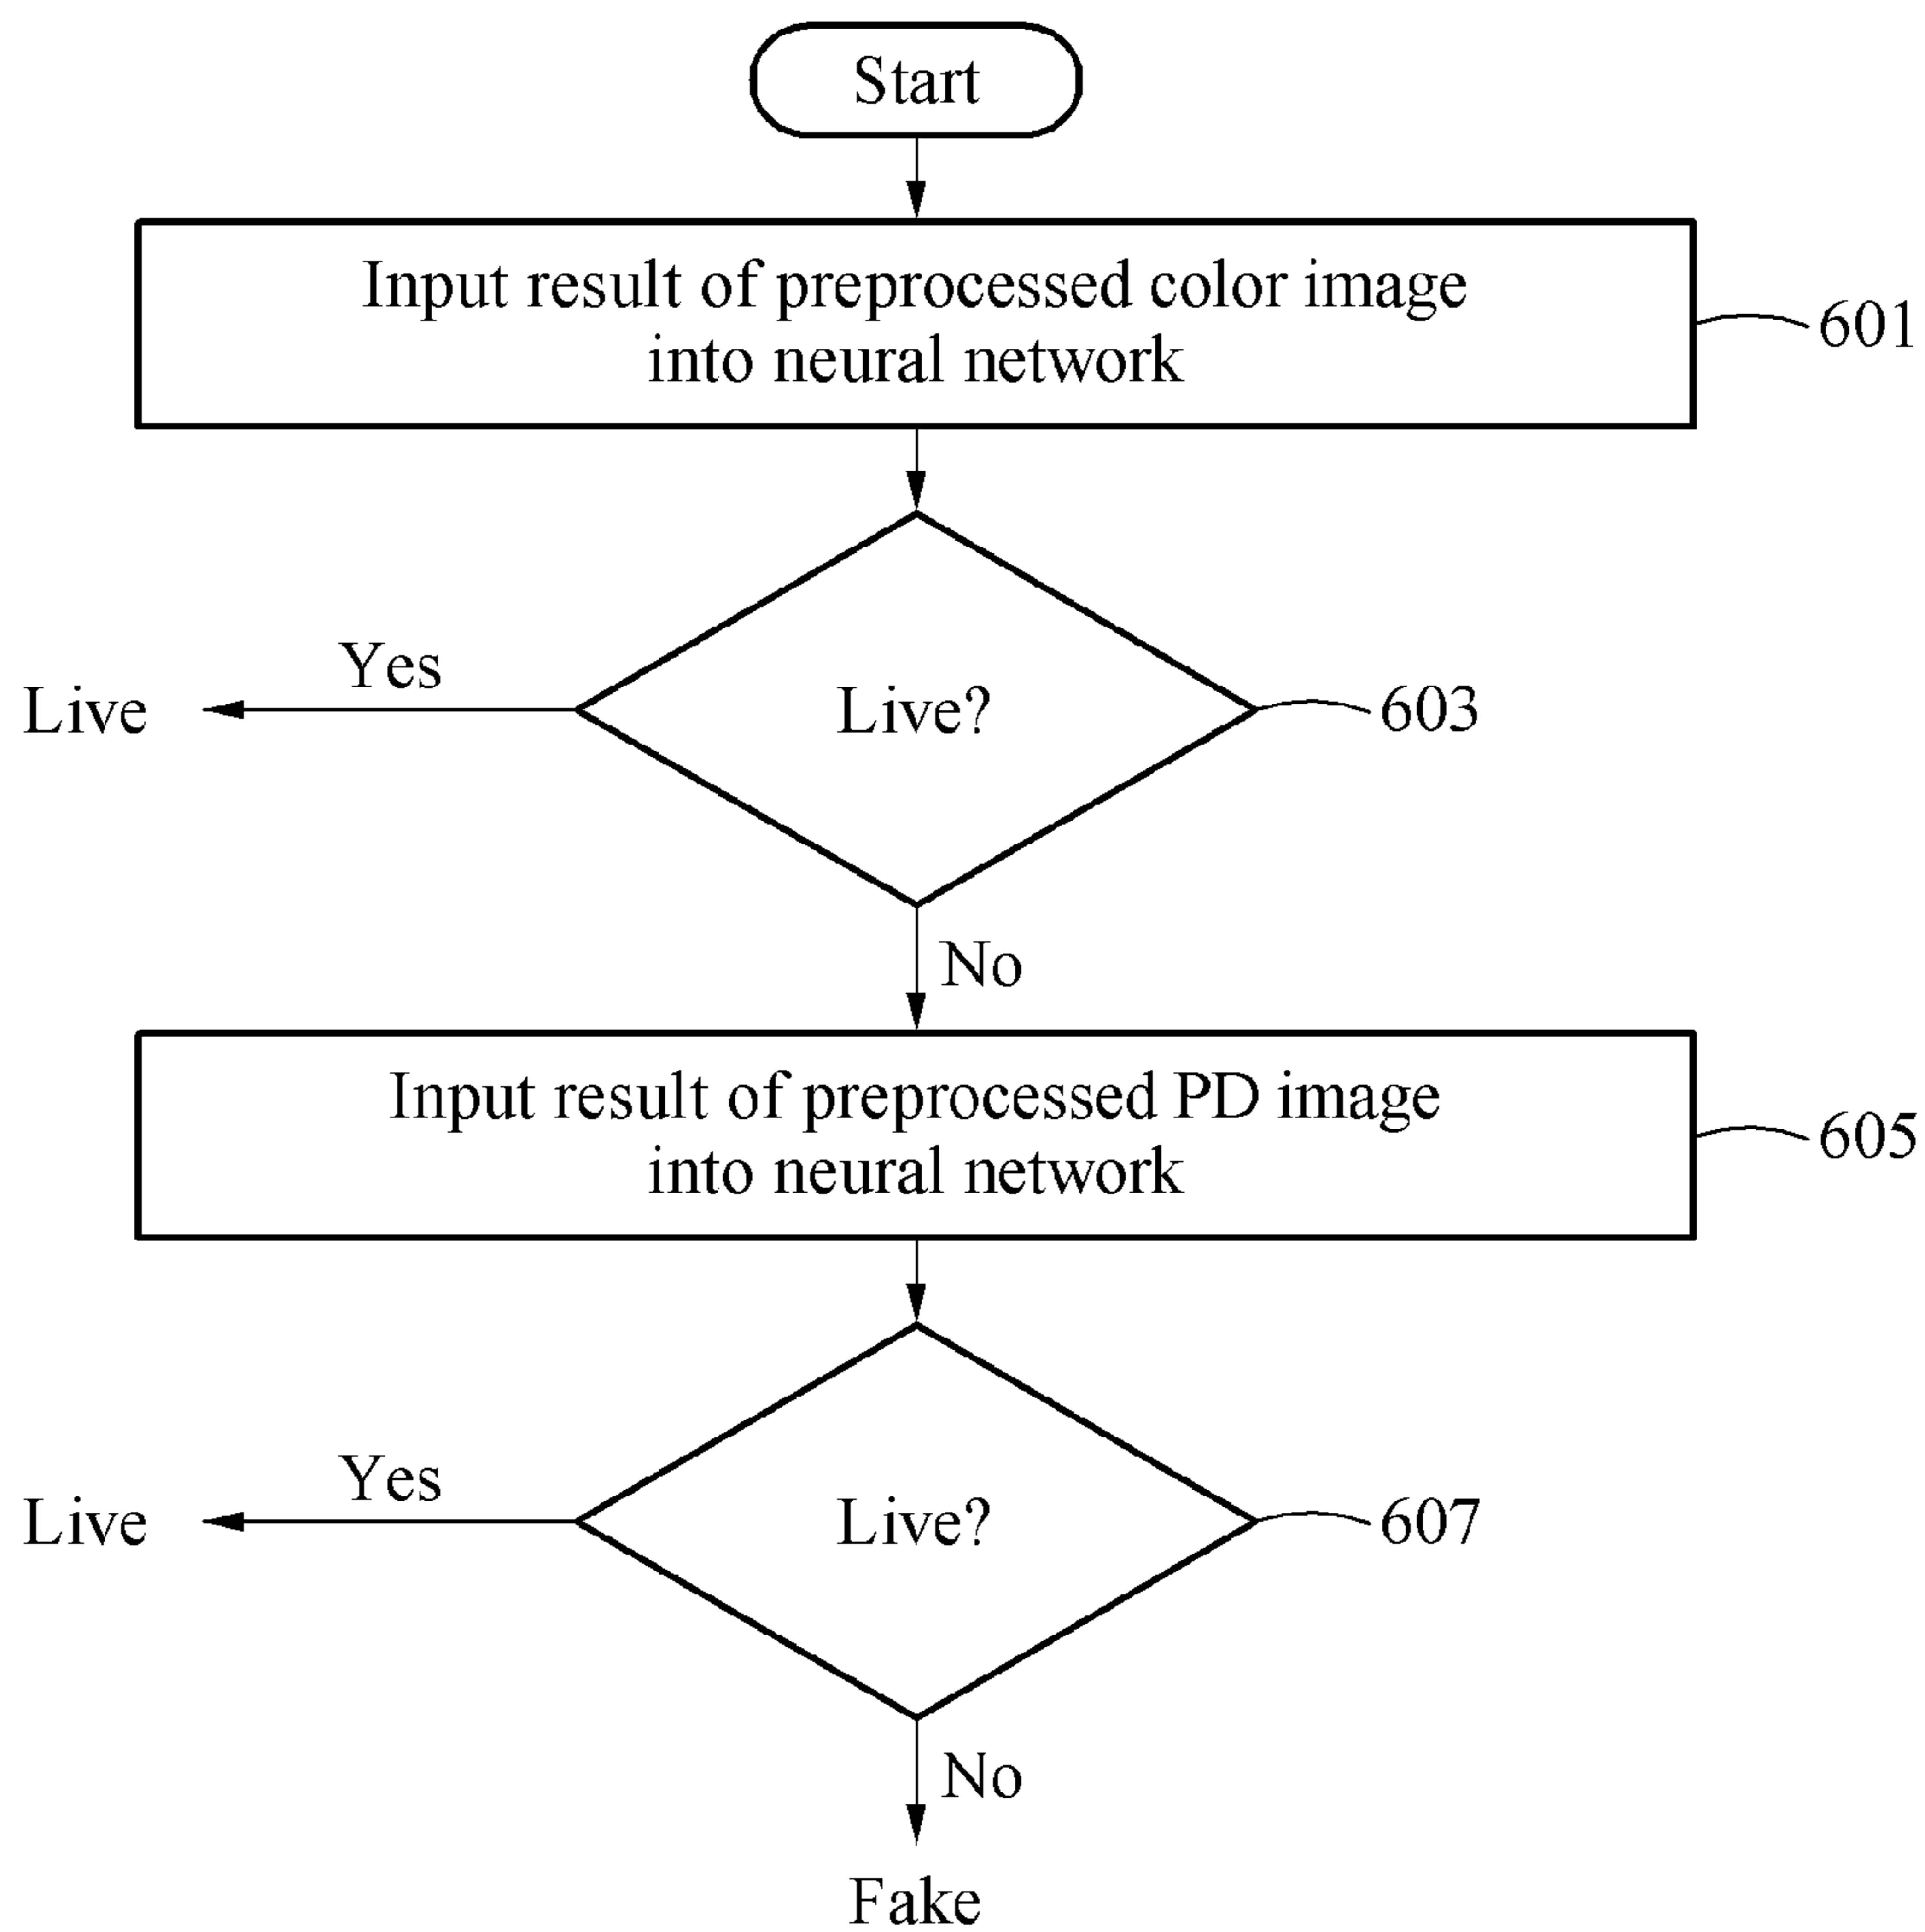 Start
Input result of preprocessed color image
into neural network
601
Yes
Live
Live?
603
No
Input result of preprocessed PD image
into neural network
605
Yes
Live
Live?
607
No
Fake